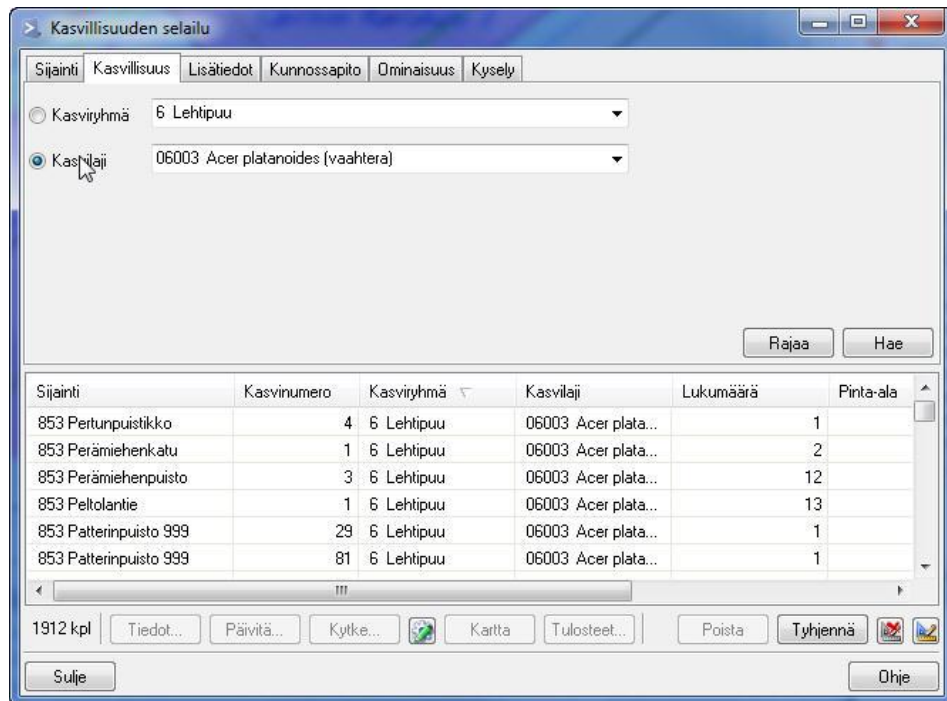 Kasvillisuuden selailu
Sijainti Kasvillisuus Lisätiedot Kunnossapito Ominaisuus Kysely
Kasviryhmä 6 Lehtipuu
Kasvilaji 06003 Acer platanoides (vaahtera)
Rajaa Hae
Sijainti Kasvinumero Kasviryhmä Kasvilaji Lukumäärä Pinta-ala
853 Pertunpuistikko 4 6 Lehtipuu 06003 Acer plata... 1
853 Perämiehenkatu 1 6 Lehtipuu 06003 Acer plata... 2
853 Perämiehenpuisto 3 6 Lehtipuu 06003 Acer plata... 12
853 Peltolantie 1 6 Lehtipuu 06003 Acer plata... 13
853 Patterinpuisto 999 29 6 Lehtipuu 06003 Acer plata... 1
853 Patterinpuisto 999 81 6 Lehtipuu 06003 Acer plata... 1
1912 kpl Tiedot... Päivitä... Kytke... Kartta Tulosteet... Poista Tyhjennä
Sulje Ohje